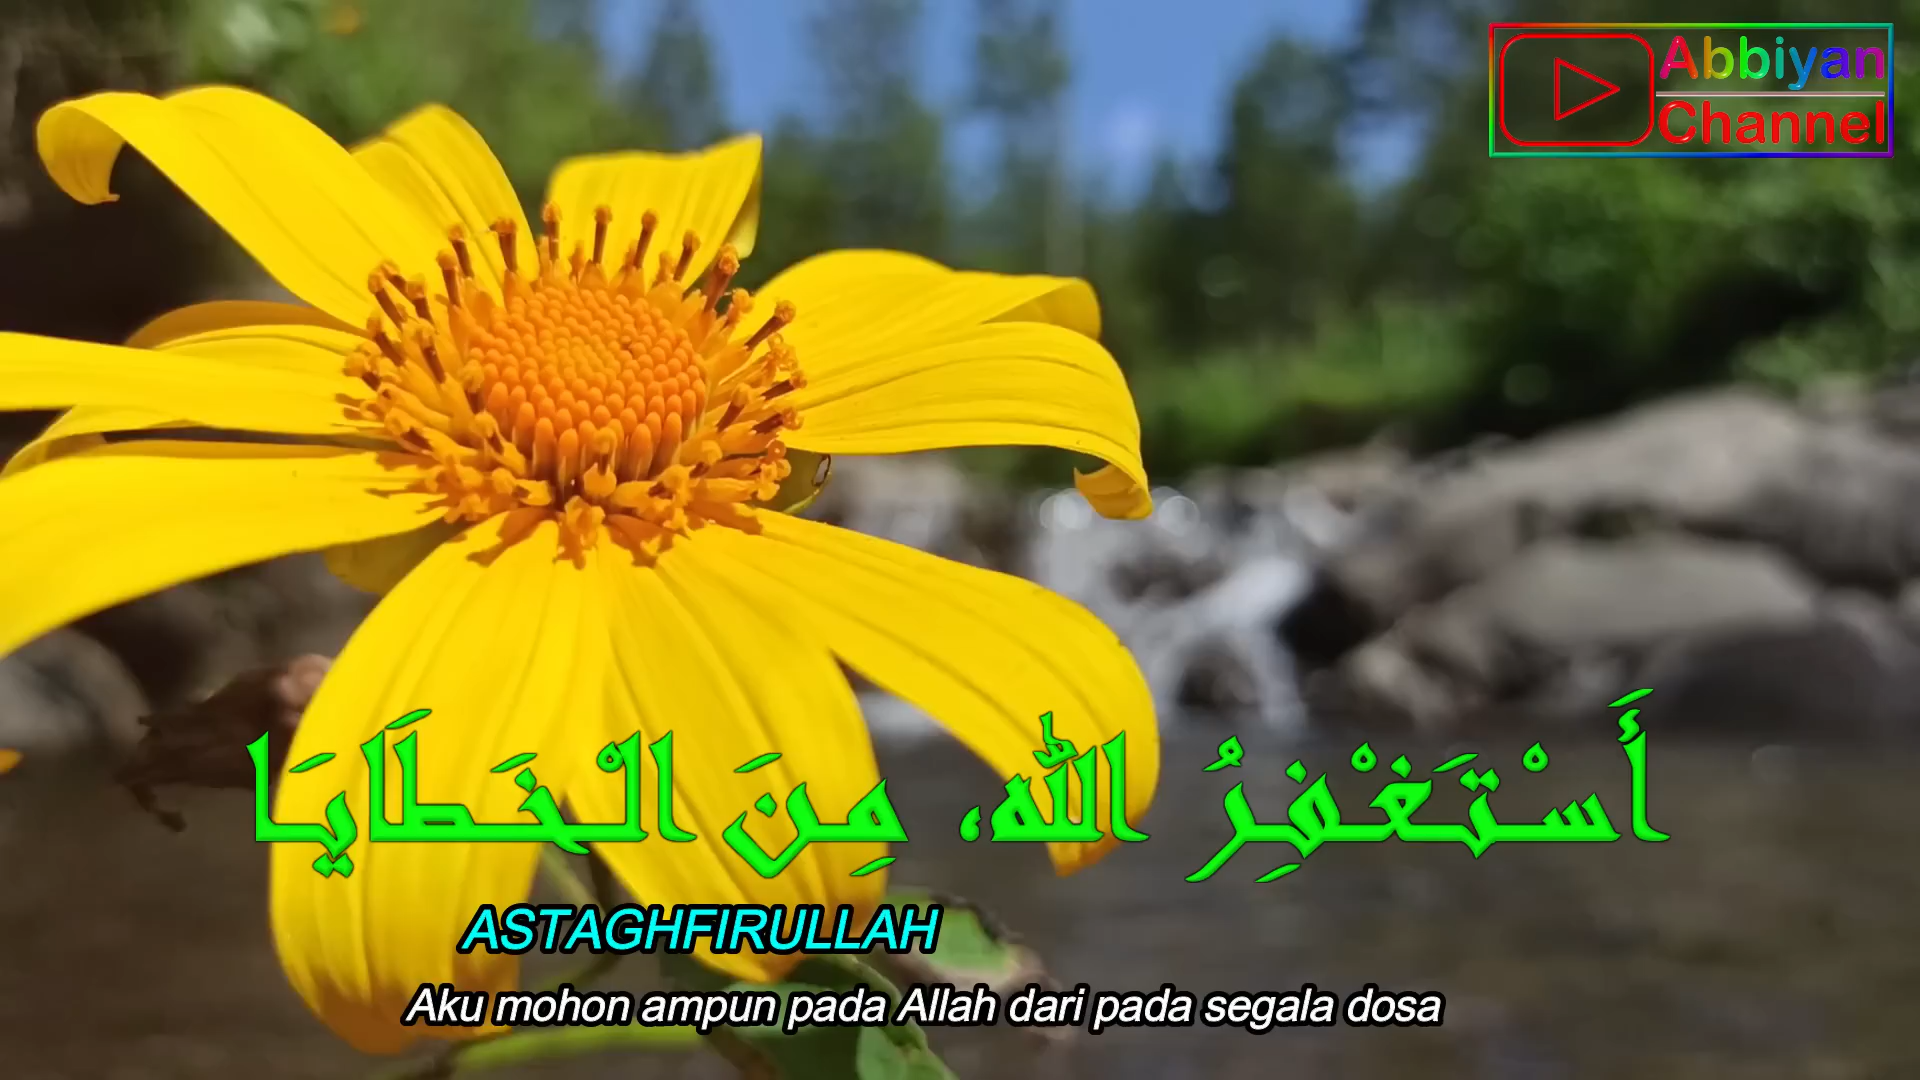 Abbiyan
Channel
أَسْتَغْفِرُ الله، مِنَ الْخَطَايَا
ASTAGHFIRULLAH
Aku mohon ampun pada Allah dari pada segala dosa